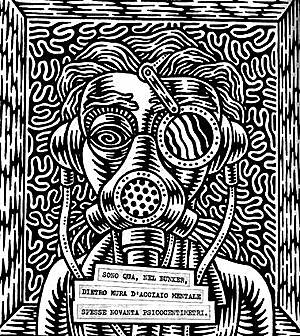 SONO QUA, NEL BUNKER,
DIETRO MURA D'ACCIAIO MENTALE
SPESSE NOVANTA PSICOCENTIMETRI.